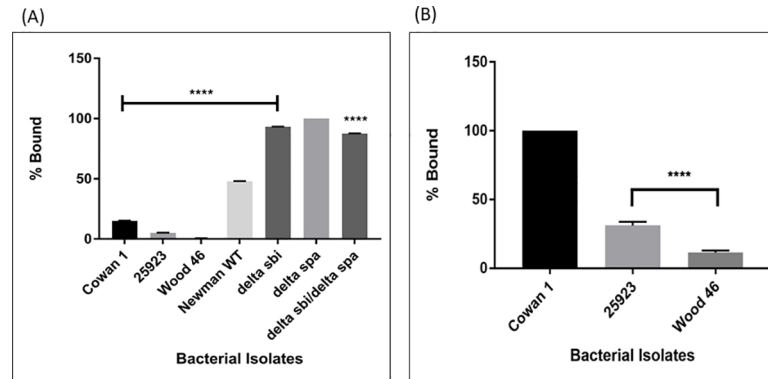 (A)
150
100
50
0
% Bound
****
****
Cowan 1
25923
Wood 46
Newman WT
delta sbi
delta spa
delta sbi/delta spa
Bacterial Isolates
(B)
150
100
50
0
% Bound
****
Cowan 1
25923
Wood 46
Bacterial Isolates